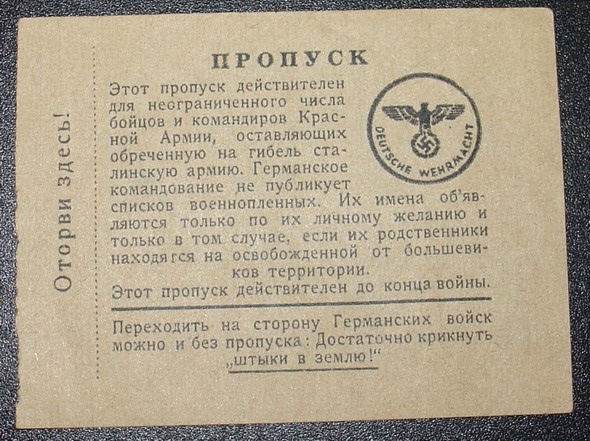 Оторви здесь!
ПРОПУСК
Этот пропуск действителен
для неограниченного числа
бойцов и командиров Крас-
ной Армии, оставляющих
обреченную на гибель ста-
линскую армию. Германское
командование не публикует
списков военнопленных. Их имена об'яв-
ляются только по их личному желанию и
только в том случае, если их родственники
находятся на освобожденной от большеви-
ков территории.
Этот пропуск действителен до конца войны.
DEUTSCHE WEHRMACHT
Переходить на сторону Германских войск
можно и без пропуска: Достаточно крикнуть
„штыки в землю!“